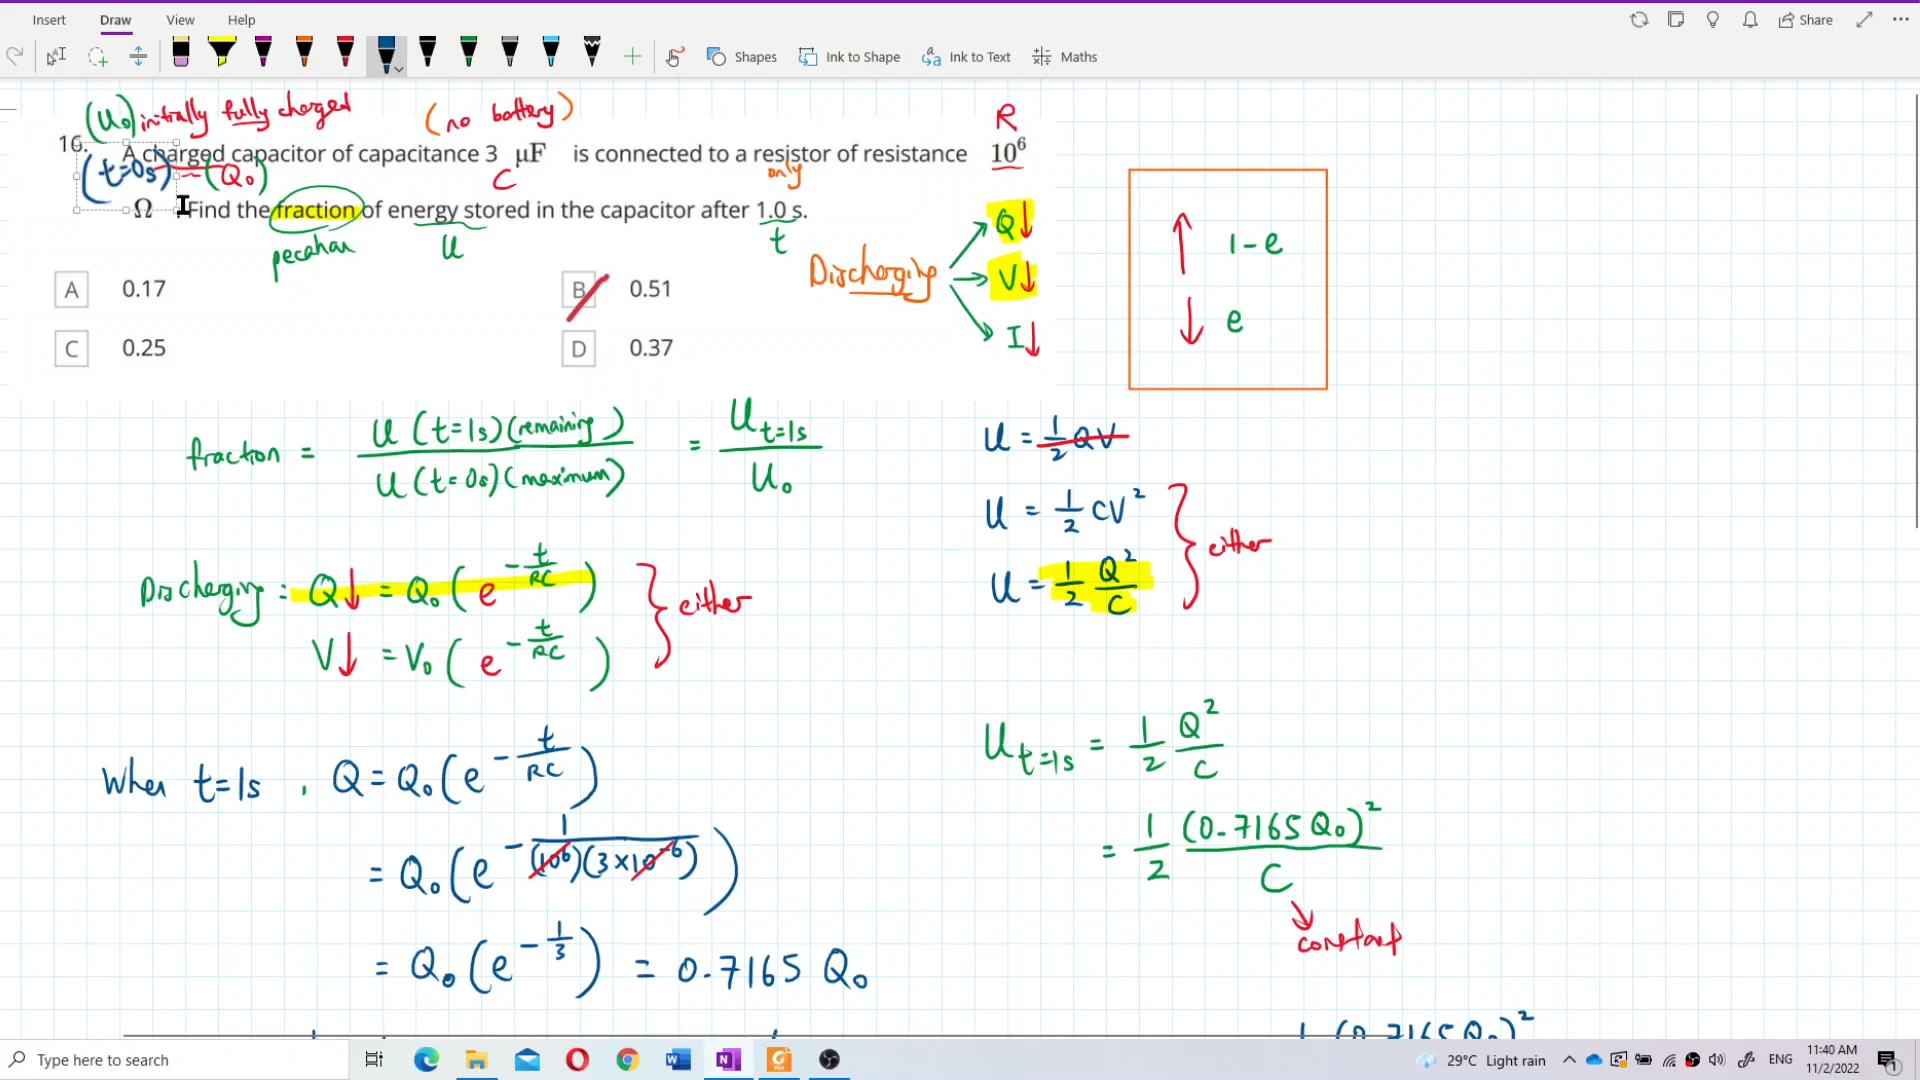 Insert Draw View Help
Share
Shapes Ink to Shape Ink to Text Maths
(U₀) initially fully charged (no battery) R
16. A charged capacitor of capacitance 3 μF is connected to a resistor of resistance 10⁶
(t=0s) (Q₀) C only
Ω Find the fraction of energy stored in the capacitor after 1.0 s.
pecahan U t
Discharging Q↓ V↓ I↓
↑ 1-e
↓ e
A 0.17 B 0.51
C 0.25 D 0.37
fraction = U (t=1s) (remaining) / U (t=0s) (maximum) = U t=1s / U₀
U = 1/2 QV
U = 1/2 CV²
U = 1/2 Q²/C
} either
Discharging : Q↓ = Q₀ ( e^(-t/RC) )
V↓ = V₀ ( e^(-t/RC) )
} either
When t=1s , Q = Q₀ ( e^(-t/RC) )
= Q₀ ( e^(-1/(10⁶)(3×10⁻⁶)) )
= Q₀ ( e^(-1/3) ) = 0.7165 Q₀
U t=1s = 1/2 Q²/C
= 1/2 (0.7165 Q₀)²/C
constant
1 (0.7165 Q₀)²
Type here to search
29°C Light rain ENG 11:40 AM
11/2/2022